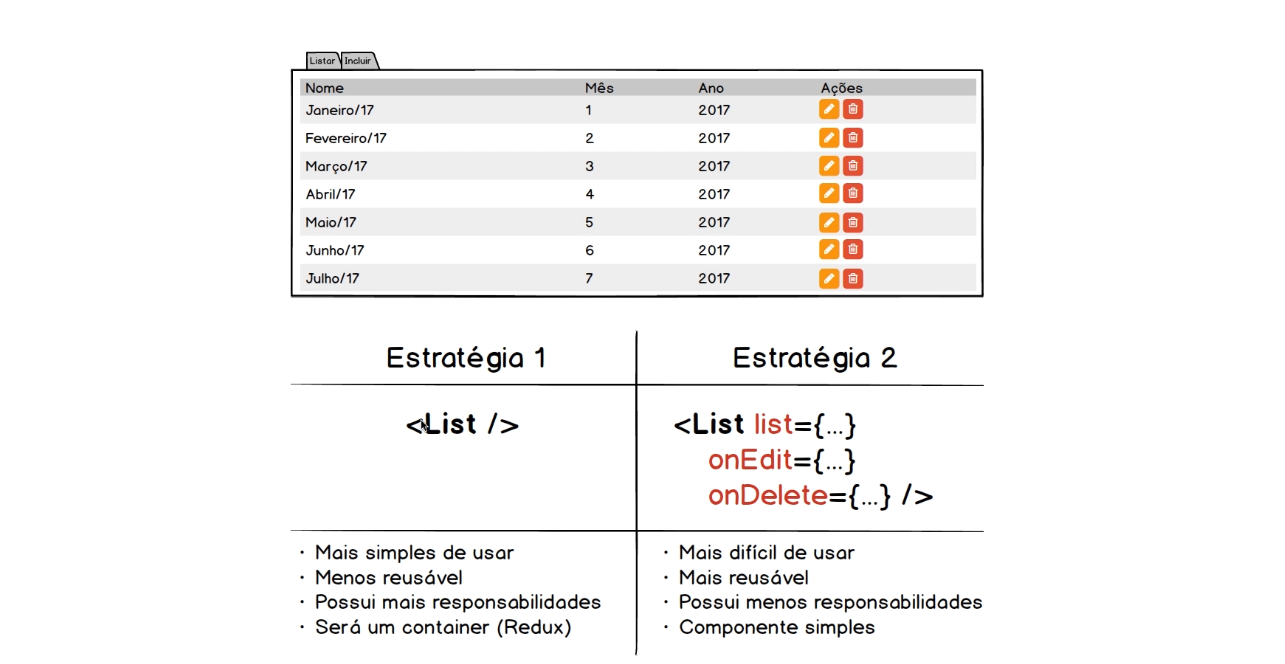 Listar Incluir
Nome Mês Ano Ações
Janeiro/17 1 2017
Fevereiro/17 2 2017
Março/17 3 2017
Abril/17 4 2017
Maio/17 5 2017
Junho/17 6 2017
Julho/17 7 2017
Estratégia 1
<List />
· Mais simples de usar
· Menos reusável
· Possui mais responsabilidades
· Será um container (Redux)
Estratégia 2
<List list={...}
onEdit={...}
onDelete={...} />
· Mais difícil de usar
· Mais reusável
· Possui menos responsabilidades
· Componente simples